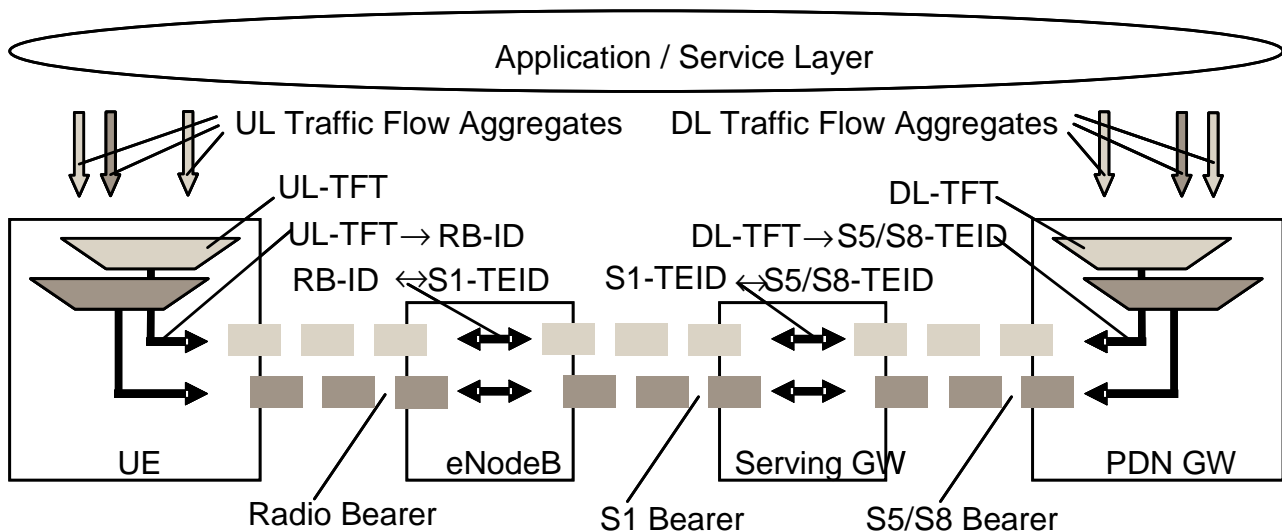 Application / Service Layer
UL Traffic Flow Aggregates
DL Traffic Flow Aggregates
UL-TFT
DL-TFT
UL-TFT → RB-ID
DL-TFT → S5/S8-TEID
RB-ID ↔ S1-TEID
S1-TEID ↔ S5/S8-TEID
UE
eNodeB
Serving GW
PDN GW
Radio Bearer
S1 Bearer
S5/S8 Bearer